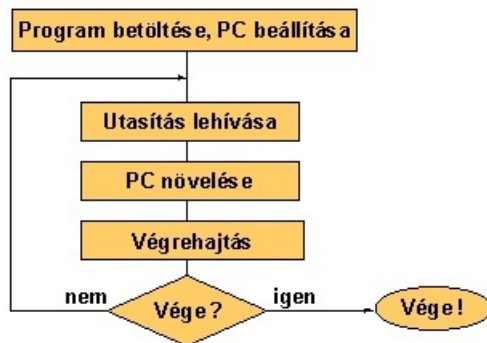 Program betöltése, PC beállítása
Utasítás lehívása
PC növelése
Végrehajtás
nem
Vége?
igen
Vége!